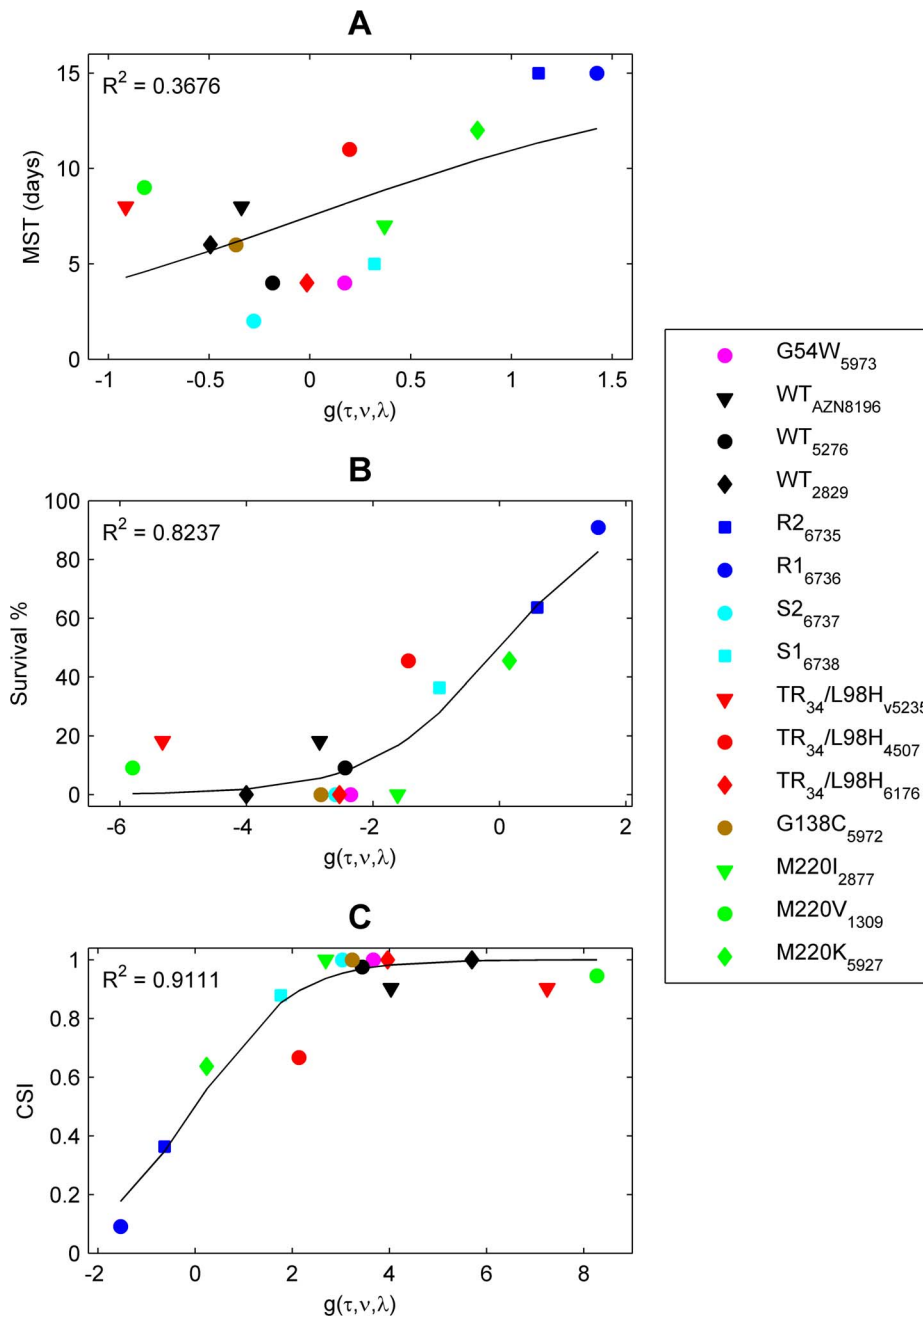 A
R² = 0.3676
15
10
5
0
MST (days)
-1 -0.5 0 0.5 1 1.5
g(τ,ν,λ)
B
R² = 0.8237
100
80
60
40
20
0
Survival %
-6 -4 -2 0 2
g(τ,ν,λ)
C
R² = 0.9111
1
0.8
0.6
0.4
0.2
0
CSI
-2 0 2 4 6 8
g(τ,ν,λ)
G54W5973
WTAZN8196
WT5276
WT2829
R26735
R16736
S26737
S16738
TR34/L98Hv5235
TR34/L98H4507
TR34/L98H6176
G138C5972
M220I2877
M220V1309
M220K5927